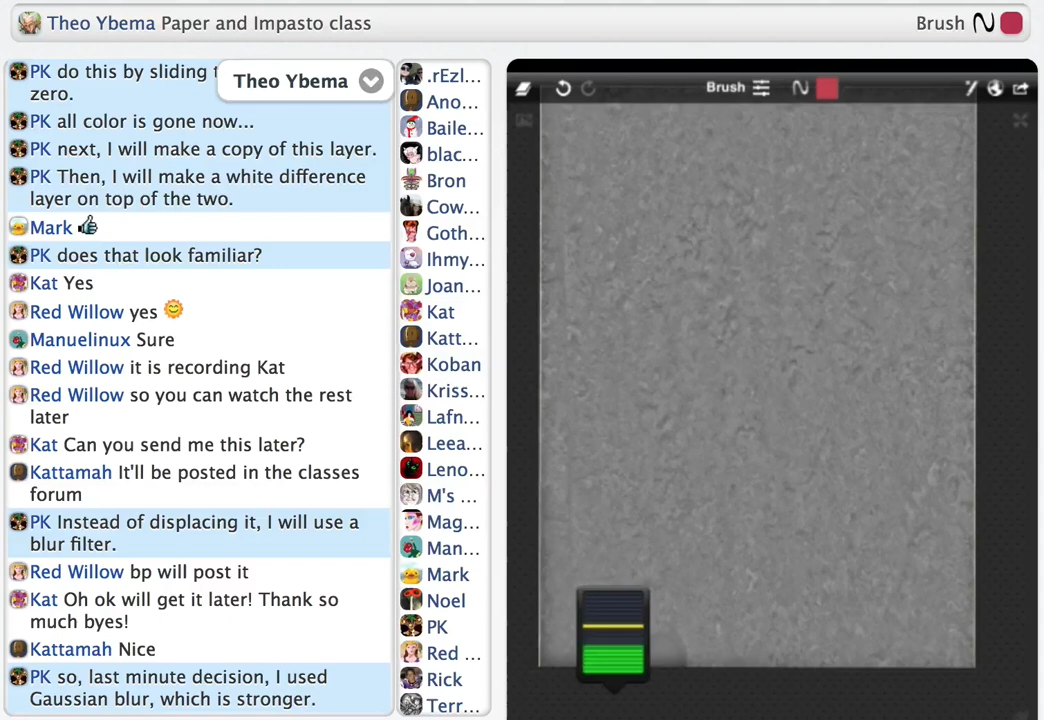 Theo Ybema Paper and Impasto class
Brush
PK do this by sliding
zero.
Theo Ybema
PK all color is gone now...
PK next, I will make a copy of this layer.
PK Then, I will make a white difference
layer on top of the two.
Mark
PK does that look familiar?
Kat Yes
Red Willow yes
Manuelinux Sure
Red Willow it is recording Kat
Red Willow so you can watch the rest
later
Kat Can you send me this later?
Kattamah It'll be posted in the classes
forum
PK Instead of displacing it, I will use a
blur filter.
Red Willow bp will post it
Kat Oh ok will get it later! Thank so
much byes!
Kattamah Nice
PK so, last minute decision, I used
Gaussian blur, which is stronger.
.rEzl...
Ano...
Baile...
blac...
Bron
Cow...
Goth...
Ihmy...
Joan...
Kat
Katt...
Koban
Kriss...
Lafn...
Leea...
Leno...
M's ...
Mag...
Man...
Mark
Noel
PK
Red ...
Rick
Terr...
Brush